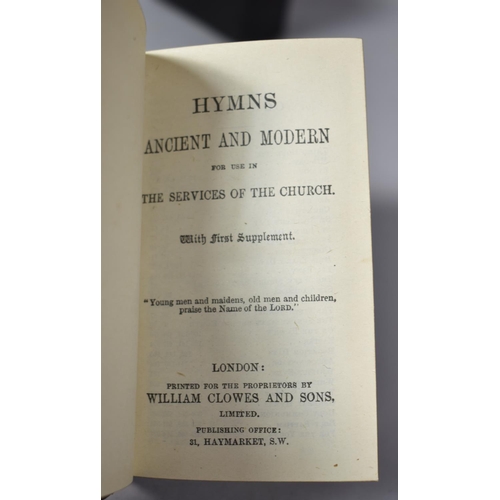 HYMNS
ANCIENT AND MODERN
FOR USE IN
THE SERVICES OF THE CHURCH.
With First Supplement.
"Young men and maidens, old men and children,
praise the Name of the LORD."
LONDON:
PRINTED FOR THE PROPRIETORS BY
WILLIAM CLOWES AND SONS,
LIMITED.
PUBLISHING OFFICE:
31, HAYMARKET, S.W.